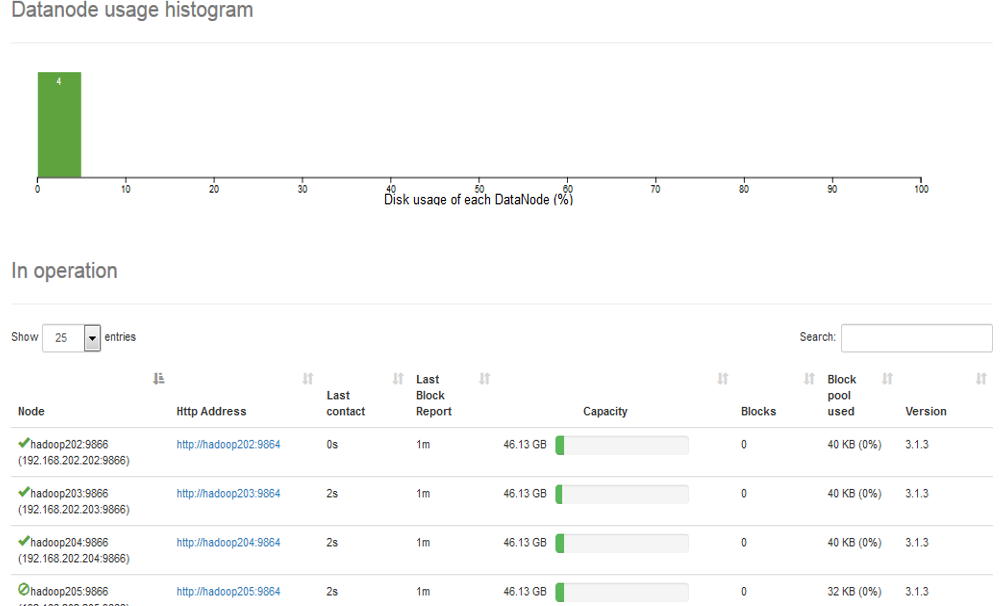 Datanode usage histogram
4
0 10 20 30 40 50 60 70 80 90 100
Disk usage of each DataNode (%)
In operation
Show 25 entries Search:
Node Http Address Last contact Last Block Report Capacity Blocks Block pool used Version
hadoop202:9866 http://hadoop202:9864 0s 1m 46.13 GB 0 40 KB (0%) 3.1.3
(192.168.202.202:9866)
hadoop203:9866 http://hadoop203:9864 2s 1m 46.13 GB 0 40 KB (0%) 3.1.3
(192.168.202.203:9866)
hadoop204:9866 http://hadoop204:9864 2s 1m 46.13 GB 0 40 KB (0%) 3.1.3
(192.168.202.204:9866)
hadoop205:9866 http://hadoop205:9864 2s 1m 46.13 GB 0 32 KB (0%) 3.1.3